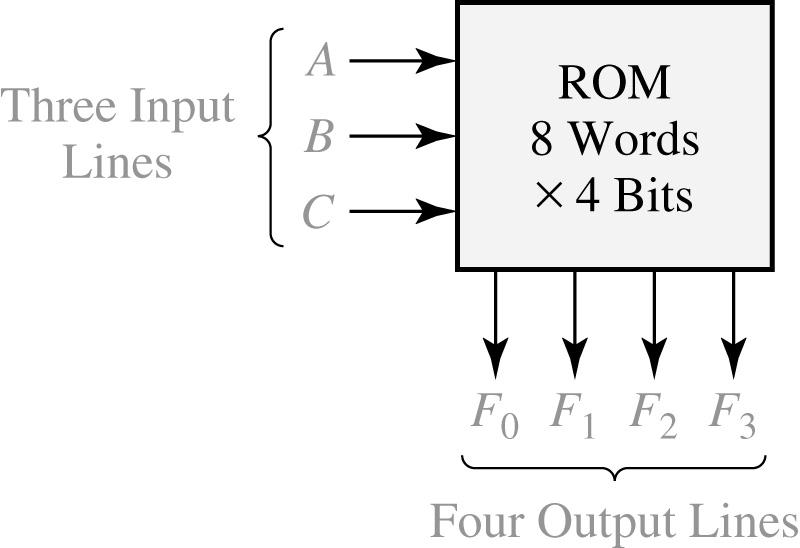 Three Input
Lines
A
B
C
ROM
8 Words
× 4 Bits
F0 F1 F2 F3
Four Output Lines